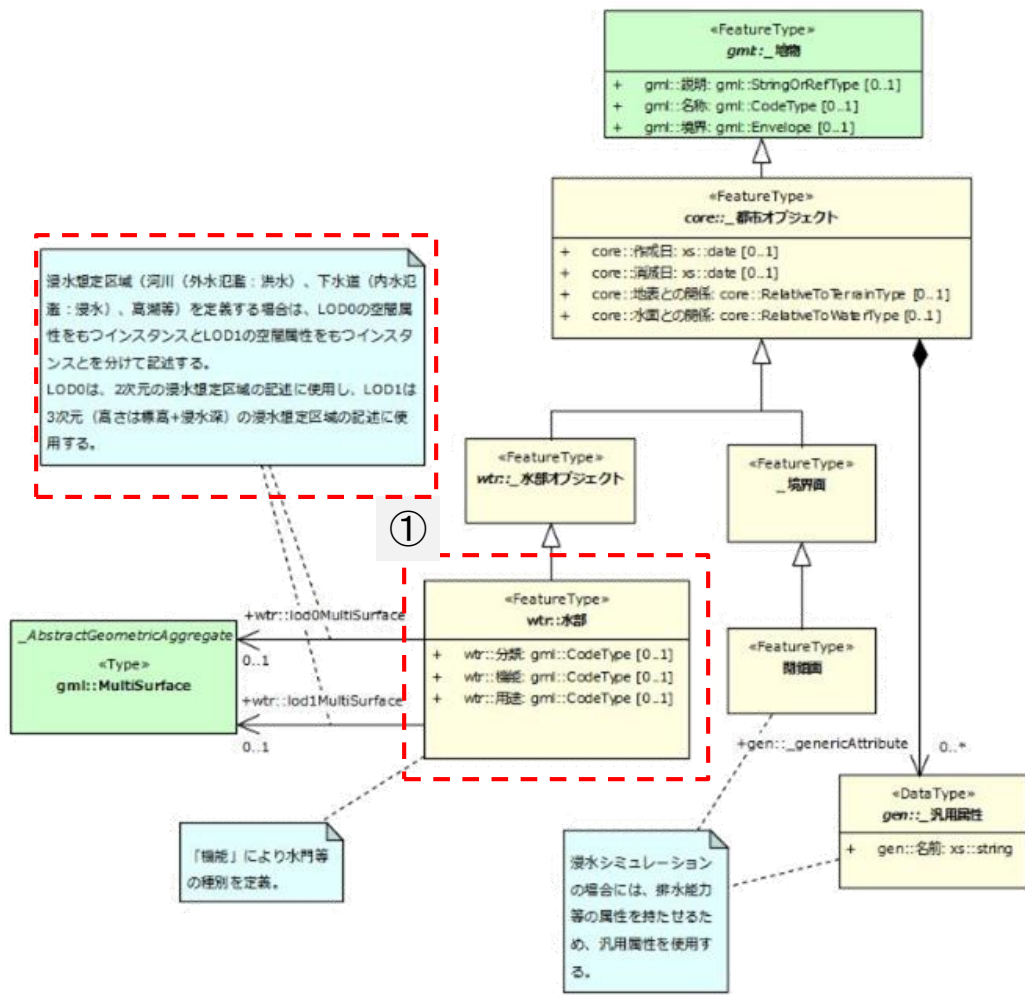 «FeatureType»
gml::_地物
+ gml::説明: gml::StringOrRefType [0..1]
+ gml::名称: gml::CodeType [0..1]
+ gml::境界: gml::Envelope [0..1]
«FeatureType»
core::_都市オブジェクト
+ core::作成日: xs::date [0..1]
+ core::消滅日: xs::date [0..1]
+ core::地表との関係: core::RelativeToTerrainType [0..1]
+ core::水面との関係: core::RelativeToWaterType [0..1]
浸水想定区域（河川（外水氾濫：洪水）、下水道（内水氾
濫：浸水）、高潮等）を定義する場合は、LOD0の空間属
性をもつインスタンスとLOD1の空間属性をもつインスタ
ンスとを分けて記述する。
LOD0は、2次元の浸水想定区域の記述に使用し、LOD1は
3次元（高さは標高+浸水深）の浸水想定区域の記述に使
用する。
«FeatureType»
wtr::_水部オブジェクト
«FeatureType»
_境界面
①
«FeatureType»
wtr::水部
+ wtr::分類: gml::CodeType [0..1]
+ wtr::機能: gml::CodeType [0..1]
+ wtr::用途: gml::CodeType [0..1]
+wtr::lod0MultiSurface
0..1
+wtr::lod1MultiSurface
0..1
_AbstractGeometricAggregate
«Type»
gml::MultiSurface
«FeatureType»
閉鎖面
+gen::_genericAttribute
0..*
«DataType»
gen::_汎用属性
+ gen::名前: xs::string
「機能」により水門等
の種別を定義。
浸水シミュレーション
の場合には、排水能力
等の属性を持たせるた
め、汎用属性を使用す
る。